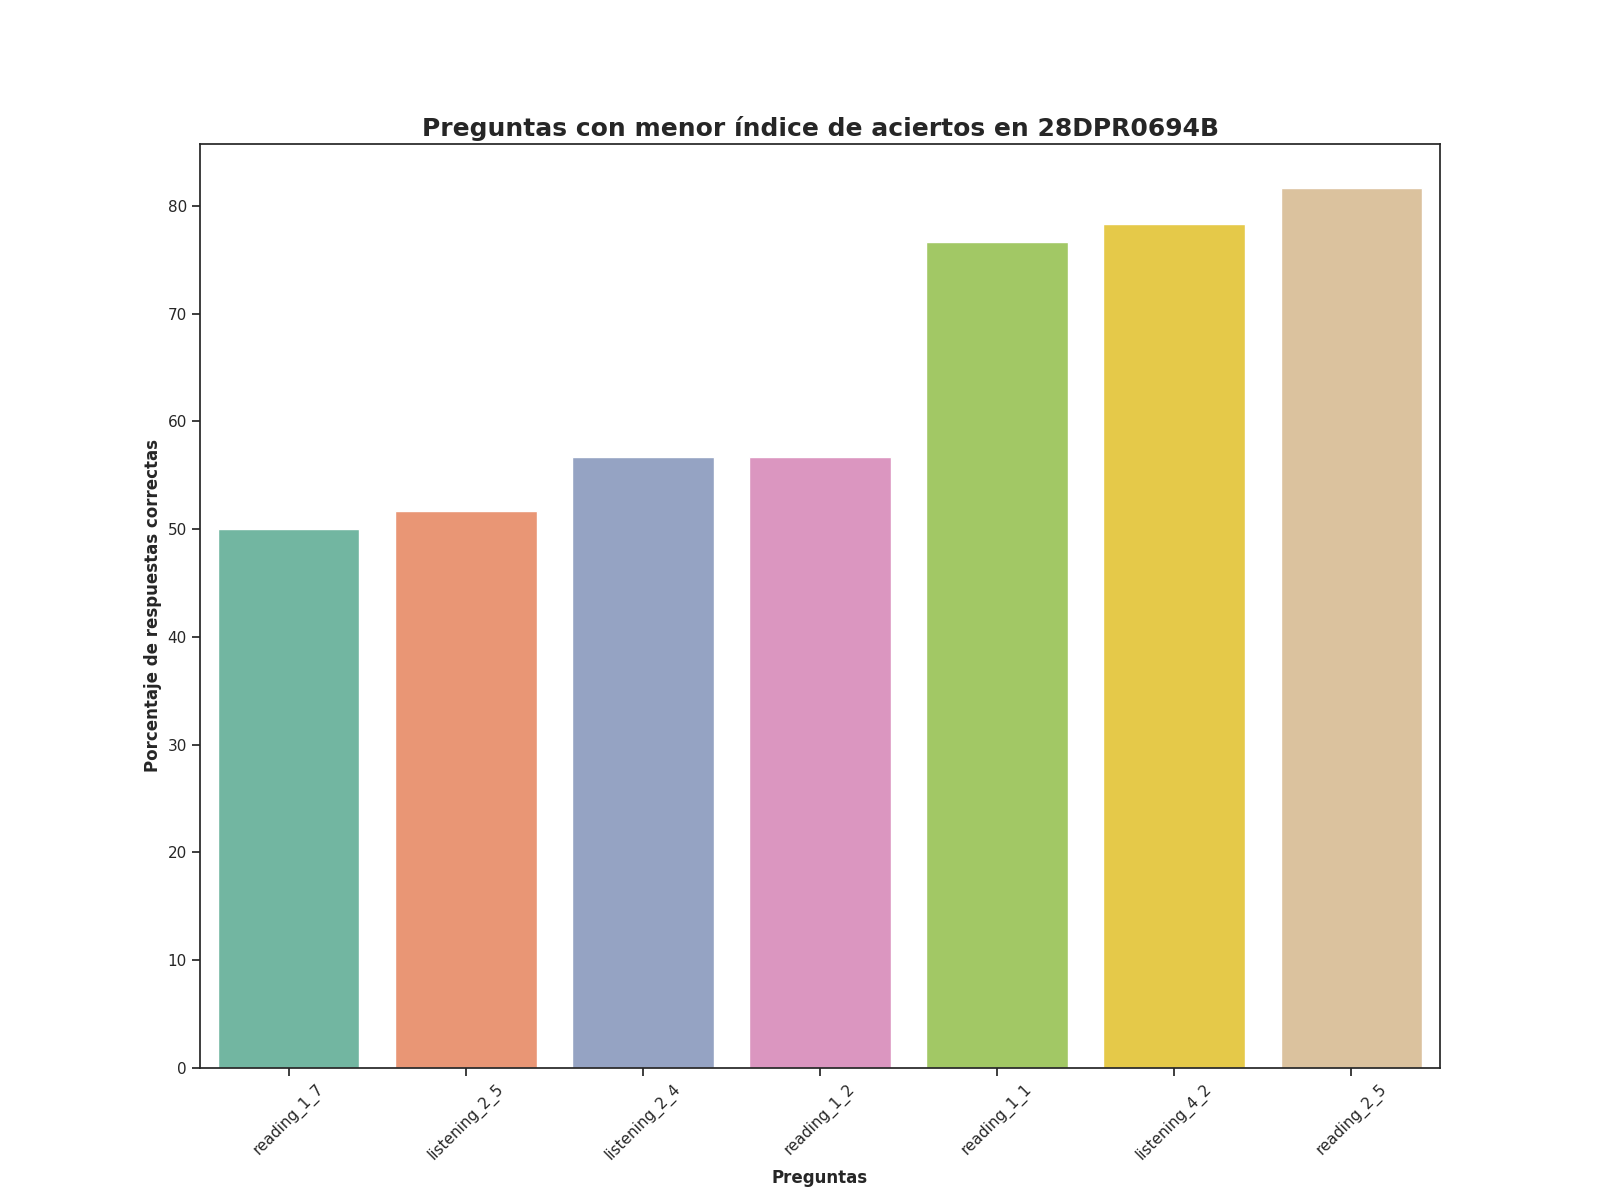 Preguntas con menor índice de aciertos en 28DPR0694B
Porcentaje de respuestas correctas
80
70
60
50
40
30
20
10
0
reading_1_7
listening_2_5
listening_2_4
reading_1_2
reading_1_1
listening_4_2
reading_2_5
Preguntas